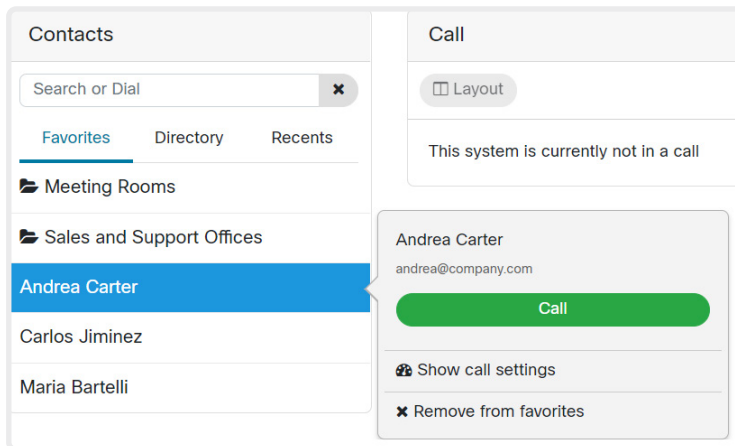 Contacts
Search or Dial
Favorites Directory Recents
Meeting Rooms
Sales and Support Offices
Andrea Carter
Carlos Jiminez
Maria Bartelli
Call
Layout
This system is currently not in a call
Andrea Carter
andrea@company.com
Call
Show call settings
Remove from favorites